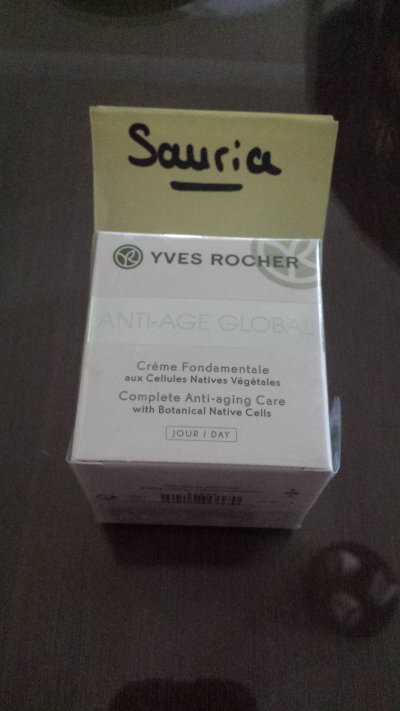 Sauria
YVES ROCHER
ANTI-AGE GLOBAL
Crème Fondamentale
aux Cellules Natives Végétales
Complete Anti-aging Care
with Botanical Native Cells
JOUR / DAY